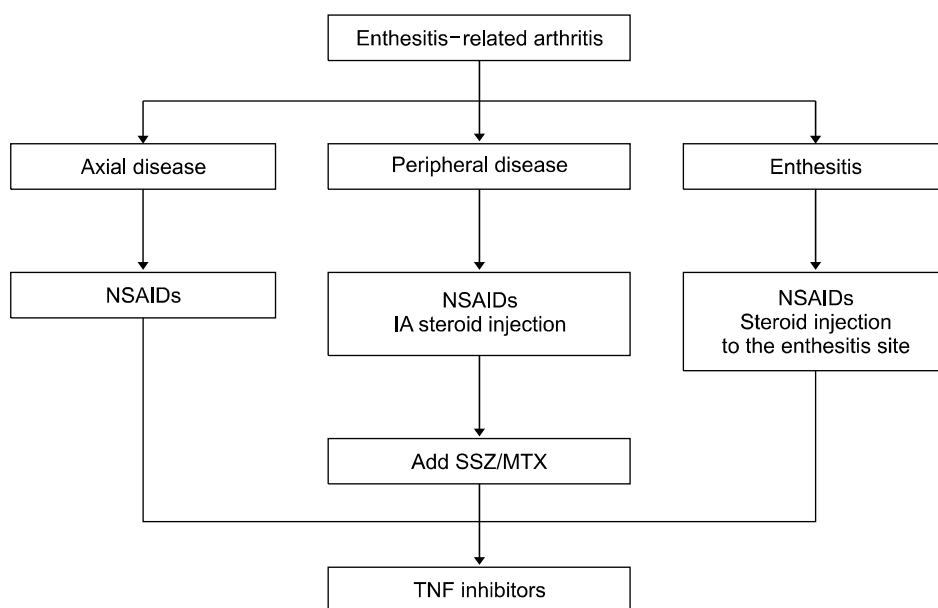 Enthesitis−related arthritis
Axial disease
Peripheral disease
Enthesitis
NSAIDs
NSAIDs
IA steroid injection
NSAIDs
Steroid injection
to the enthesitis site
Add SSZ/MTX
TNF inhibitors